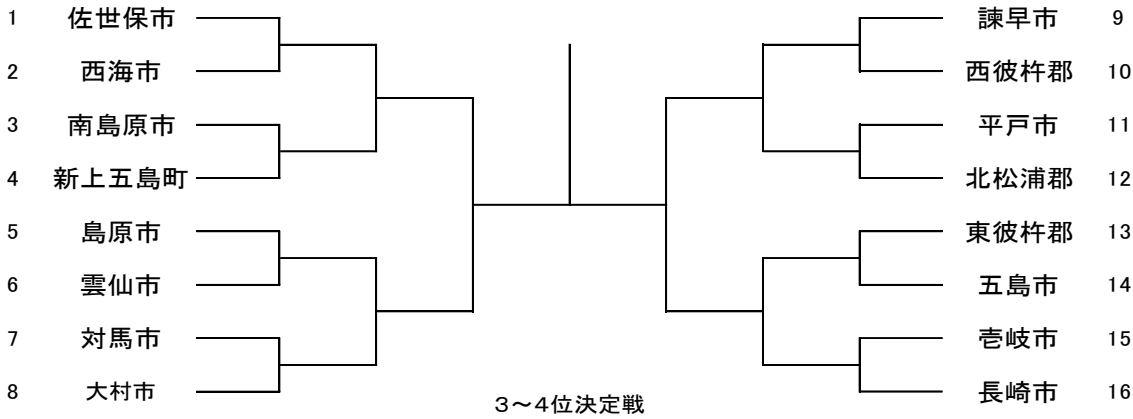 1 佐世保市 諫早市 9
2 西海市 西彼杵郡 10
3 南島原市 平戸市 11
4 新上五島町 北松浦郡 12
5 島原市 東彼杵郡 13
6 雲仙市 五島市 14
7 対馬市 壱岐市 15
8 大村市 長崎市 16
３～４位決定戦